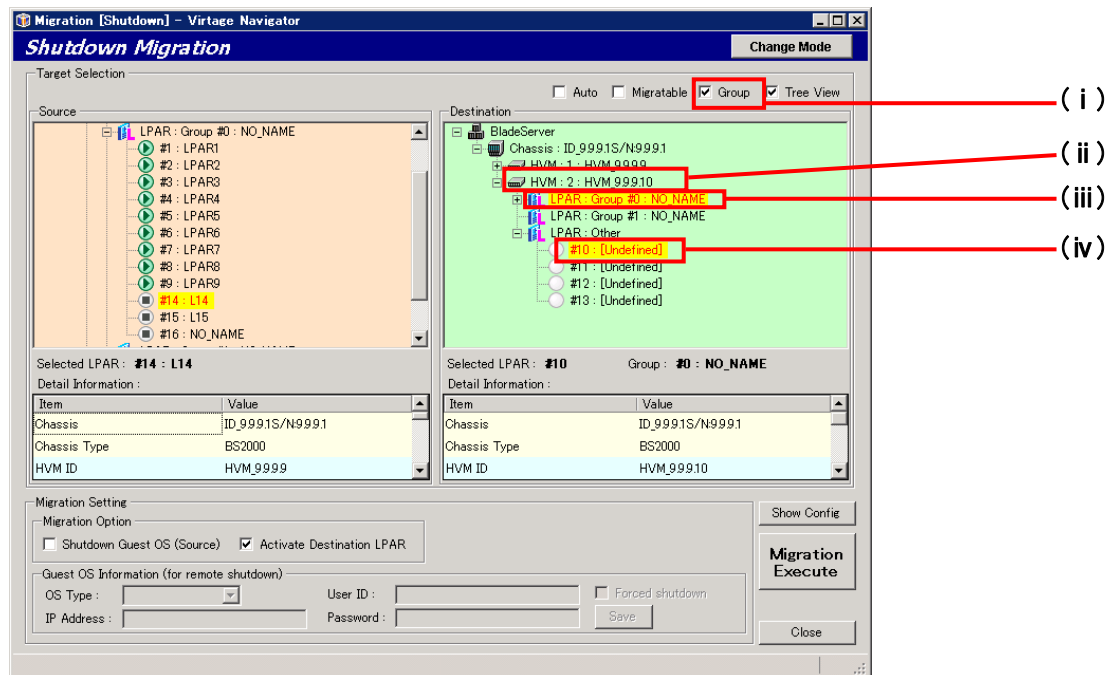 Migration [Shutdown] - Virtage Navigator
Shutdown Migration
Change Mode
Target Selection
Auto Migratable Group Tree View
(i)
Source
LPAR : Group #0 : NO_NAME
#1 : LPAR1
#2 : LPAR2
#3 : LPAR3
#4 : LPAR4
#5 : LPAR5
#6 : LPAR6
#7 : LPAR7
#8 : LPAR8
#9 : LPAR9
#14 : L14
#15 : L15
#16 : NO_NAME
Destination
BladeServer
Chassis : ID_9.9.9.1S/N:9.9.9.1
HVM : 1 : HVM_9.9.9.9
HVM : 2 : HVM_9.9.9.10
(ii)
LPAR : Group #0 : NO_NAME
(iii)
LPAR : Group #1 : NO_NAME
LPAR : Other
#10 : [Undefined]
(iv)
#11 : [Undefined]
#12 : [Undefined]
#13 : [Undefined]
Selected LPAR : #14 : L14
Detail Information :
Item Value
Chassis ID_9.9.9.1S/N:9.9.9.1
Chassis Type BS2000
HVM ID HVM_9.9.9.9
Selected LPAR : #10 Group : #0 : NO_NAME
Detail Information :
Item Value
Chassis ID_9.9.9.1S/N:9.9.9.1
Chassis Type BS2000
HVM ID HVM_9.9.9.10
Migration Setting
Migration Option
Shutdown Guest OS (Source) Activate Destination LPAR
Guest OS Information (for remote shutdown)
OS Type : User ID : Forced shutdown
IP Address : Password : Save
Show Config
Migration
Execute
Close